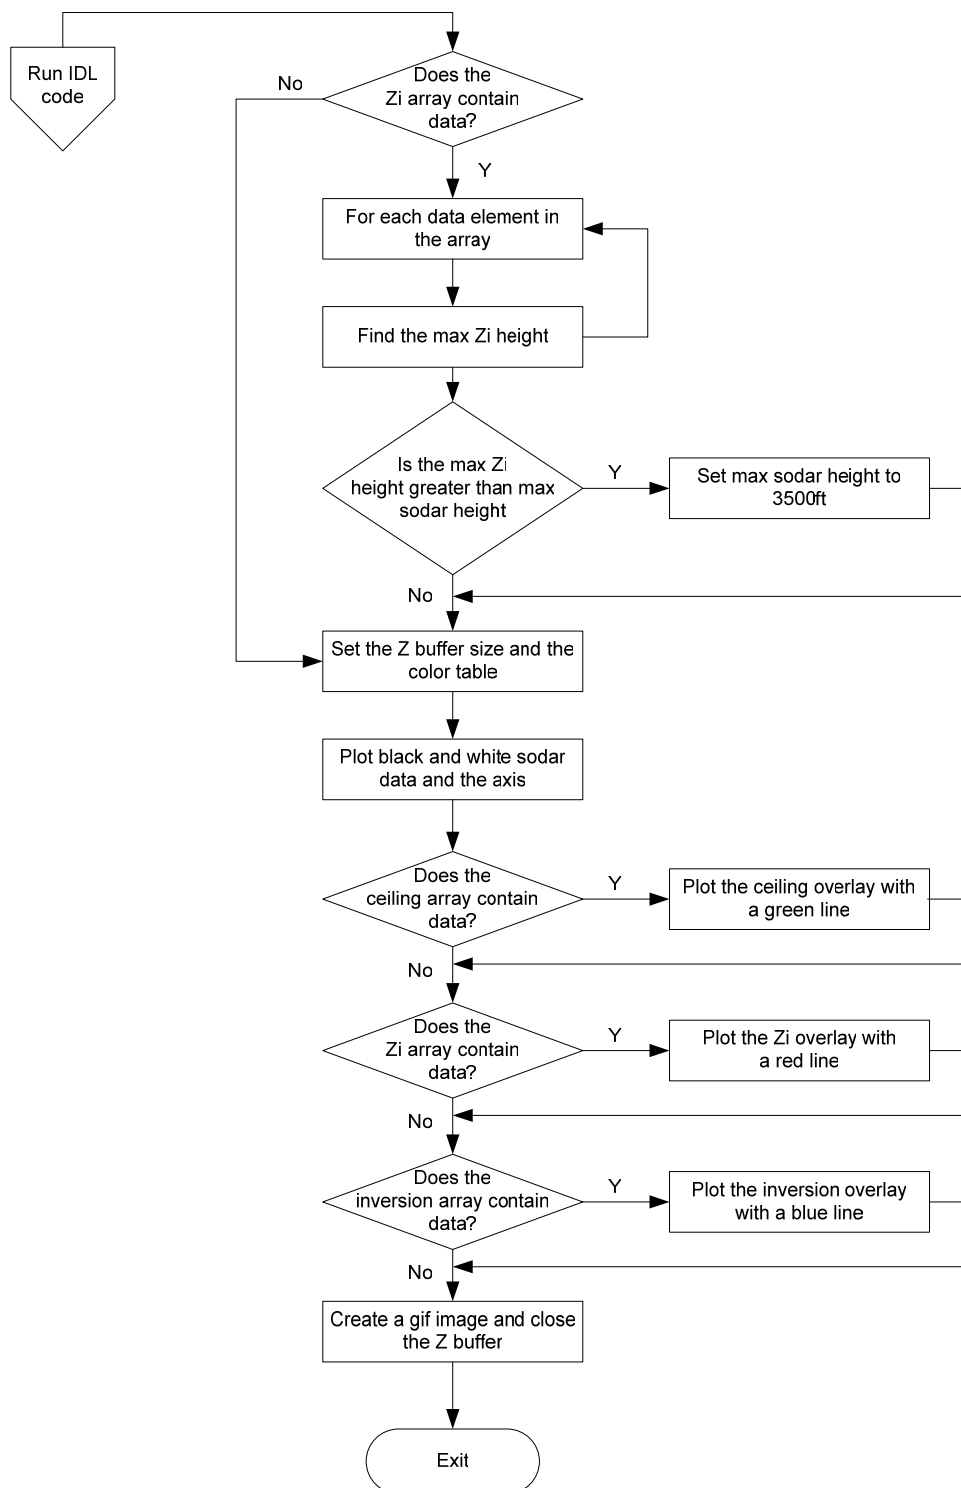 Run IDL
code
Does the
Zi array contain
data?
No
Y
For each data element in
the array
Find the max Zi height
Is the max Zi
height greater than max
sodar height
Y
Set max sodar height to
3500ft
No
Set the Z buffer size and the
color table
Plot black and white sodar
data and the axis
Does the
ceiling array contain
data?
Y
Plot the ceiling overlay with
a green line
No
Does the
Zi array contain
data?
Y
Plot the Zi overlay with
a red line
No
Does the
inversion array contain
data?
Y
Plot the inversion overlay
with a blue line
No
Create a gif image and close
the Z buffer
Exit